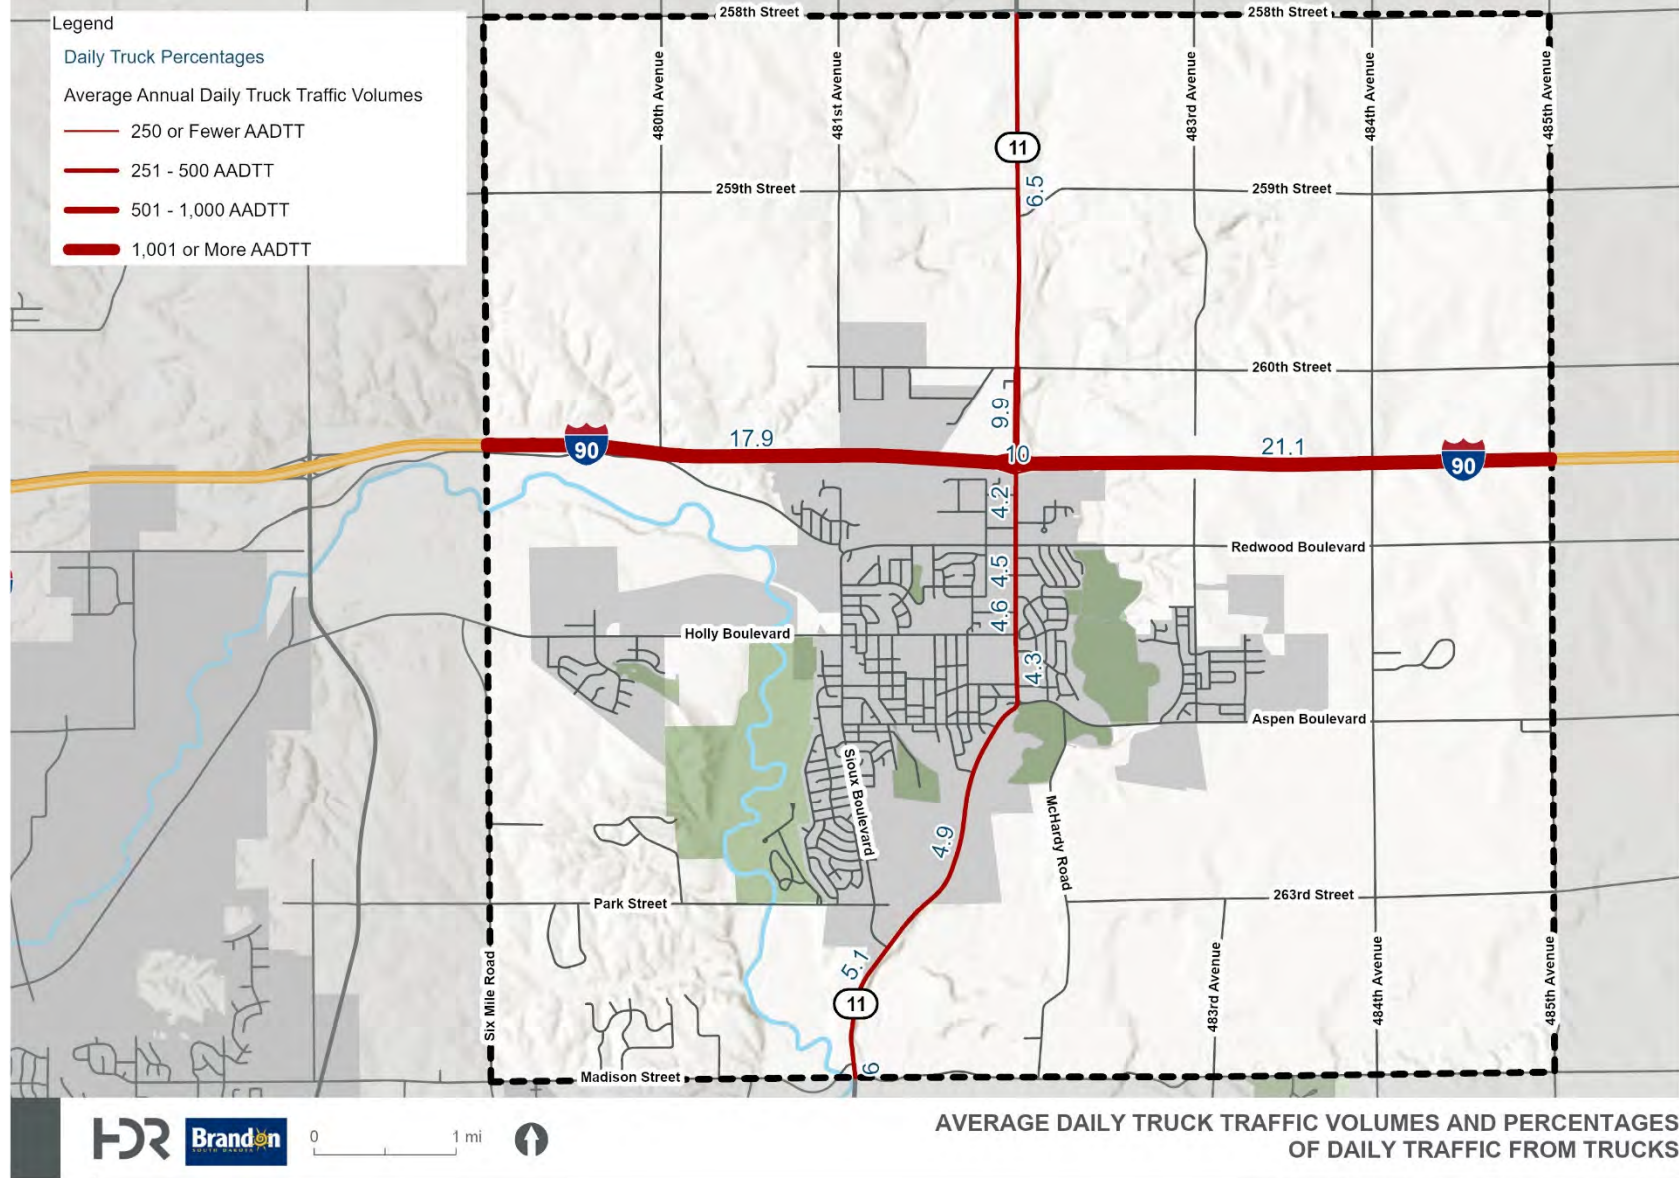 Legend
Daily Truck Percentages
Average Annual Daily Truck Traffic Volumes
250 or Fewer AADTT
251 - 500 AADTT
501 - 1,000 AADTT
1,001 or More AADTT
258th Street
258th Street
480th Avenue
481st Avenue
483rd Avenue
484th Avenue
485th Avenue
11
6.5
259th Street
259th Street
260th Street
9.9
90
17.9
10
21.1
90
4.2
Redwood Boulevard
4.5
4.6
Holly Boulevard
4.3
Aspen Boulevard
Sioux Boulevard
McHardy Road
4.9
Park Street
263rd Street
5.1
11
Six Mile Road
483rd Avenue
484th Avenue
485th Avenue
6
Madison Street
HDR
Brandon
SOUTH DAKOTA
0
1 mi
AVERAGE DAILY TRUCK TRAFFIC VOLUMES AND PERCENTAGES
OF DAILY TRAFFIC FROM TRUCKS